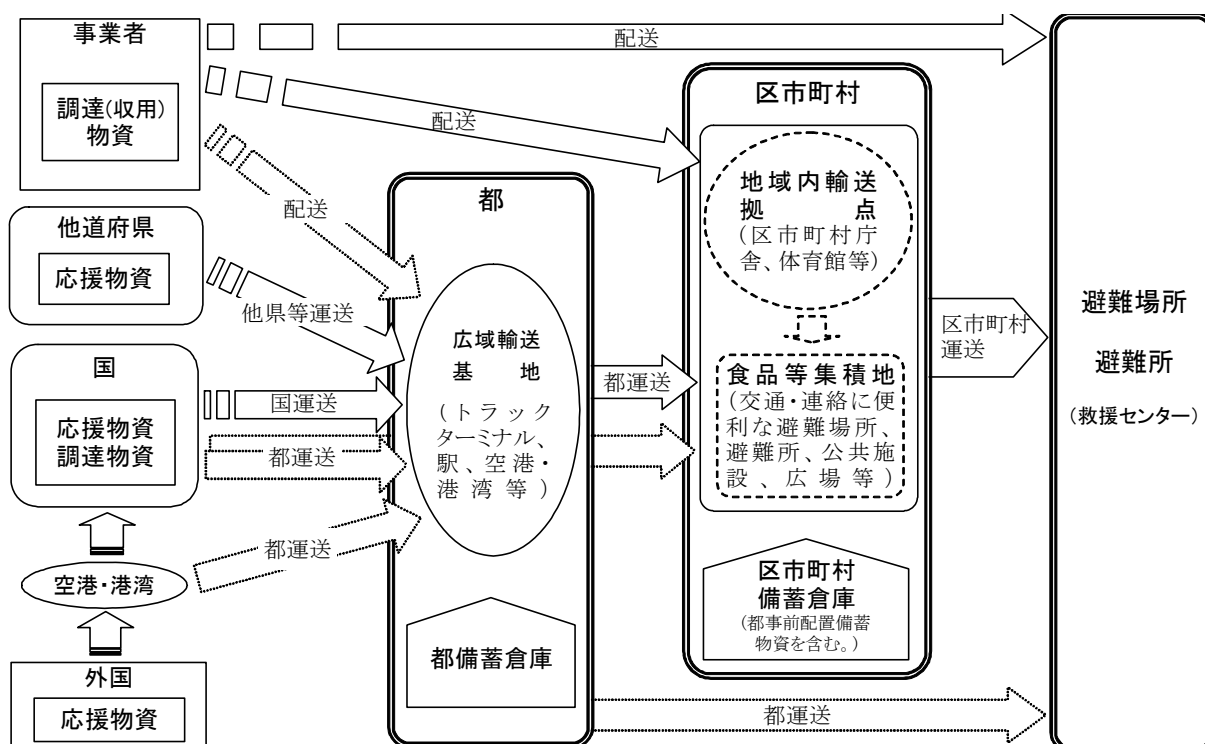 事業者
調達(収用)
物資
他道府県
応援物資
国
応援物資
調達物資
空港・港湾
外国
応援物資
配送
配送
配送
他県等運送
国運送
都運送
都運送
都
広域輸送
基　地
(トラック
ターミナル、
駅、空港・
港湾等)
都備蓄倉庫
都運送
都運送
区市町村
地域内輸送
拠　　点
(区市町村庁
舎、体育館等)
食品等集積地
(交通・連絡に便
利な避難場所、
避難所、公共施
設、広場等)
区市町村
備蓄倉庫
(都事前配置備蓄
物資を含む。)
区市町村
運送
避難場所
避難所
(救援センター)